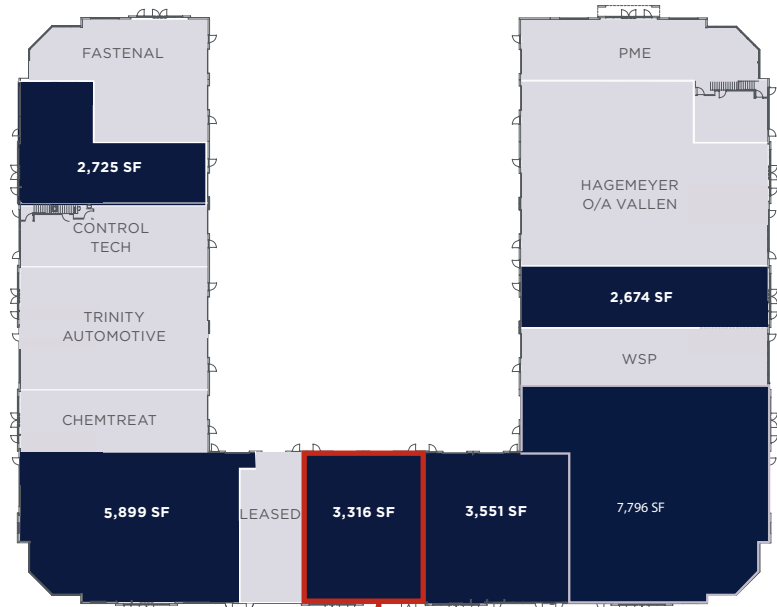 FASTENAL
PME
2,725 SF
HAGEMEYER
O/A VALLEN
CONTROL
TECH
2,674 SF
TRINITY
AUTOMOTIVE
WSP
CHEMTREAT
5,899 SF
LEASED
3,316 SF
3,551 SF
7,796 SF